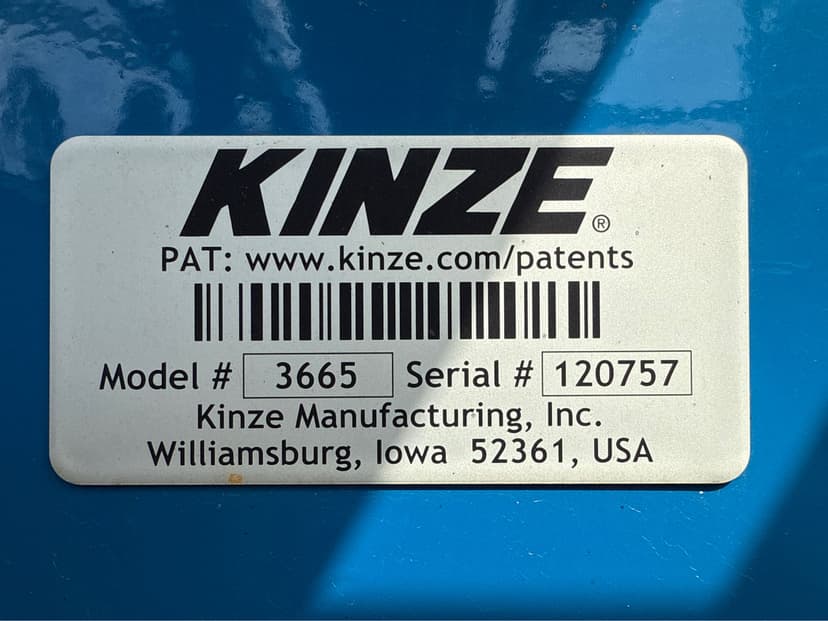 KINZE®
PAT: www.kinze.com/patents
Model # 3665 Serial # 120757
Kinze Manufacturing, Inc.
Williamsburg, Iowa 52361, USA